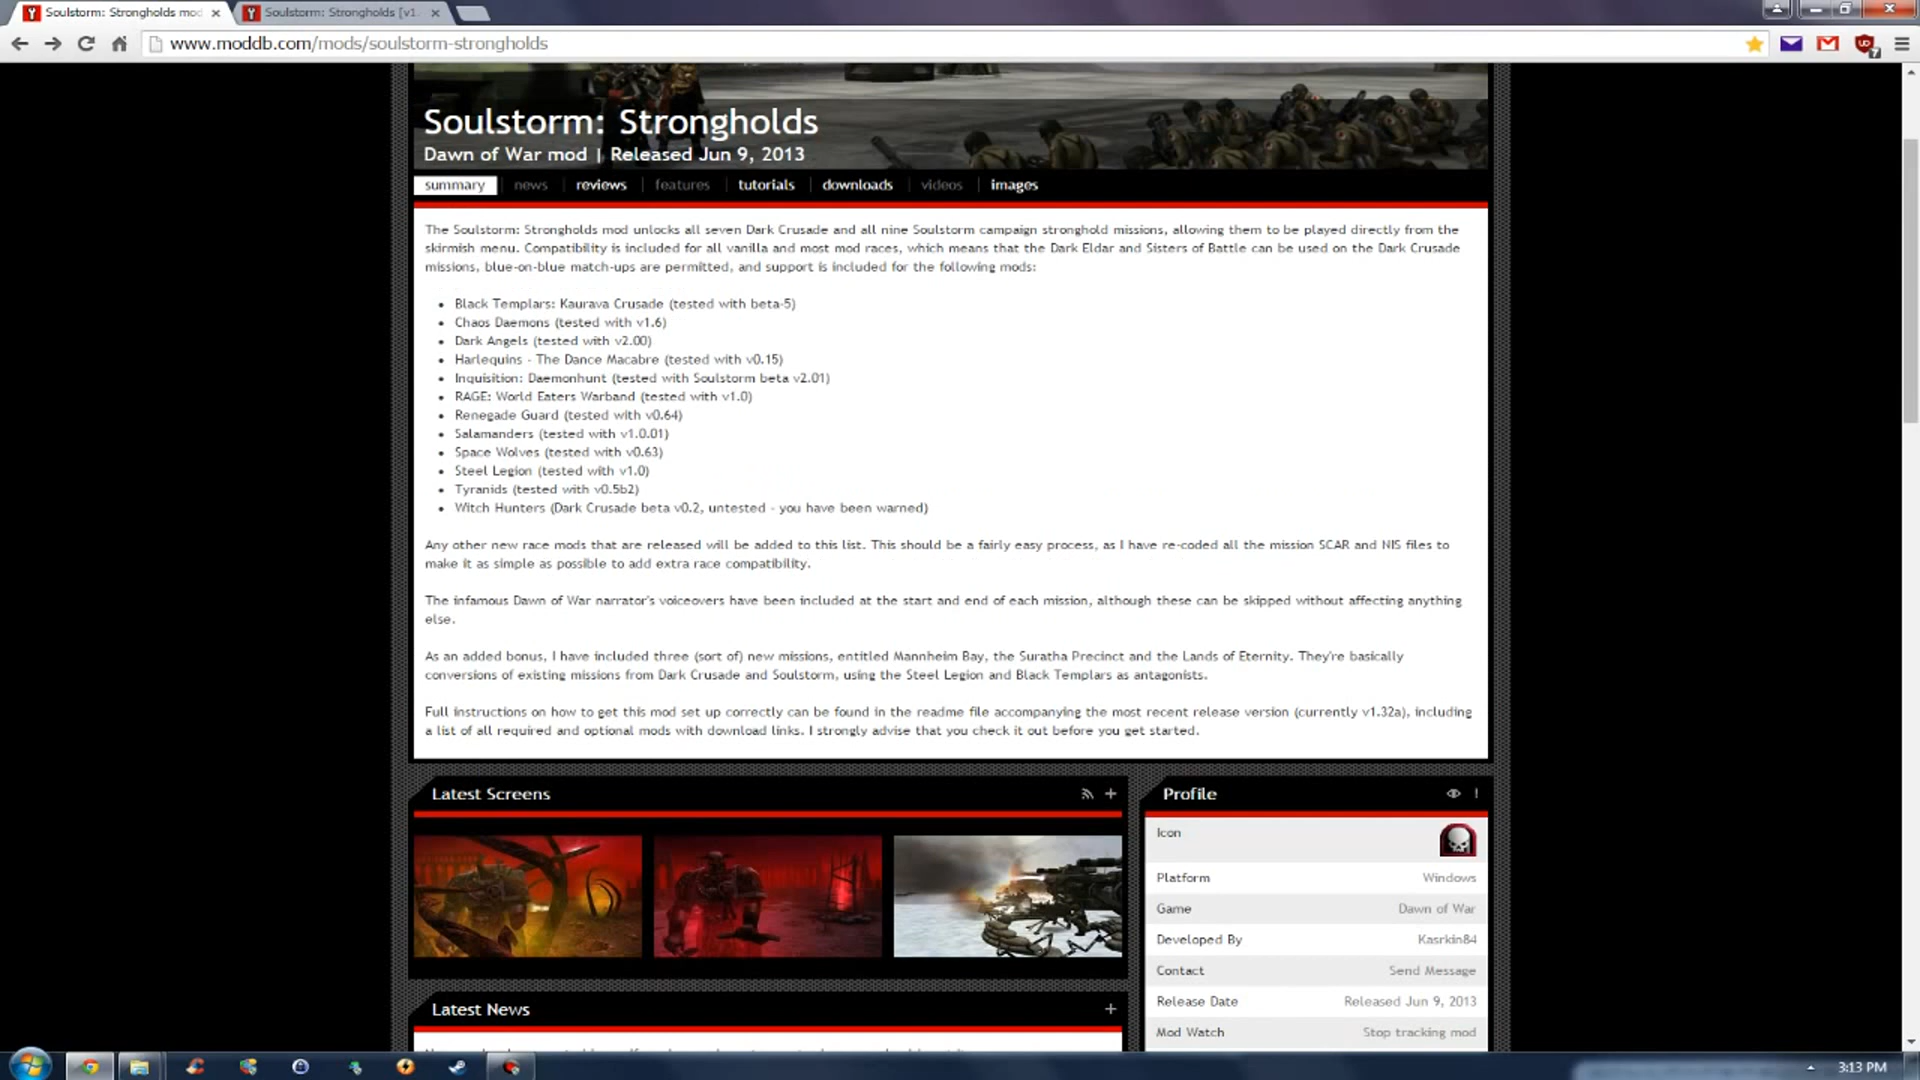 Soulstorm: Strongholds mod
Soulstorm: Strongholds [v1.
www.moddb.com/mods/soulstorm-strongholds
7
Soulstorm: Strongholds
Dawn of War mod | Released Jun 9, 2013
summary news reviews features tutorials downloads videos images
The Soulstorm: Strongholds mod unlocks all seven Dark Crusade and all nine Soulstorm campaign stronghold missions, allowing them to be played directly from the
skirmish menu. Compatibility is included for all vanilla and most mod races, which means that the Dark Eldar and Sisters of Battle can be used on the Dark Crusade
missions, blue-on-blue match-ups are permitted, and support is included for the following mods:
• Black Templars: Kaurava Crusade (tested with beta-5)
• Chaos Daemons (tested with v1.6)
• Dark Angels (tested with v2.00)
• Harlequins - The Dance Macabre (tested with v0.15)
• Inquisition: Daemonhunt (tested with Soulstorm beta v2.01)
• RAGE: World Eaters Warband (tested with v1.0)
• Renegade Guard (tested with v0.64)
• Salamanders (tested with v1.0.01)
• Space Wolves (tested with v0.63)
• Steel Legion (tested with v1.0)
• Tyranids (tested with v0.5b2)
• Witch Hunters (Dark Crusade beta v0.2, untested - you have been warned)
Any other new race mods that are released will be added to this list. This should be a fairly easy process, as I have re-coded all the mission SCAR and NIS files to
make it as simple as possible to add extra race compatibility.
The infamous Dawn of War narrator's voiceovers have been included at the start and end of each mission, although these can be skipped without affecting anything
else.
As an added bonus, I have included three (sort of) new missions, entitled Mannheim Bay, the Suratha Precinct and the Lands of Eternity. They're basically
conversions of existing missions from Dark Crusade and Soulstorm, using the Steel Legion and Black Templars as antagonists.
Full instructions on how to get this mod set up correctly can be found in the readme file accompanying the most recent release version (currently v1.32a), including
a list of all required and optional mods with download links. I strongly advise that you check it out before you get started.
Latest Screens
Profile
Icon
Platform Windows
Game Dawn of War
Developed By Kasrkin84
Contact Send Message
Release Date Released Jun 9, 2013
Mod Watch Stop tracking mod
Latest News
3:13 PM